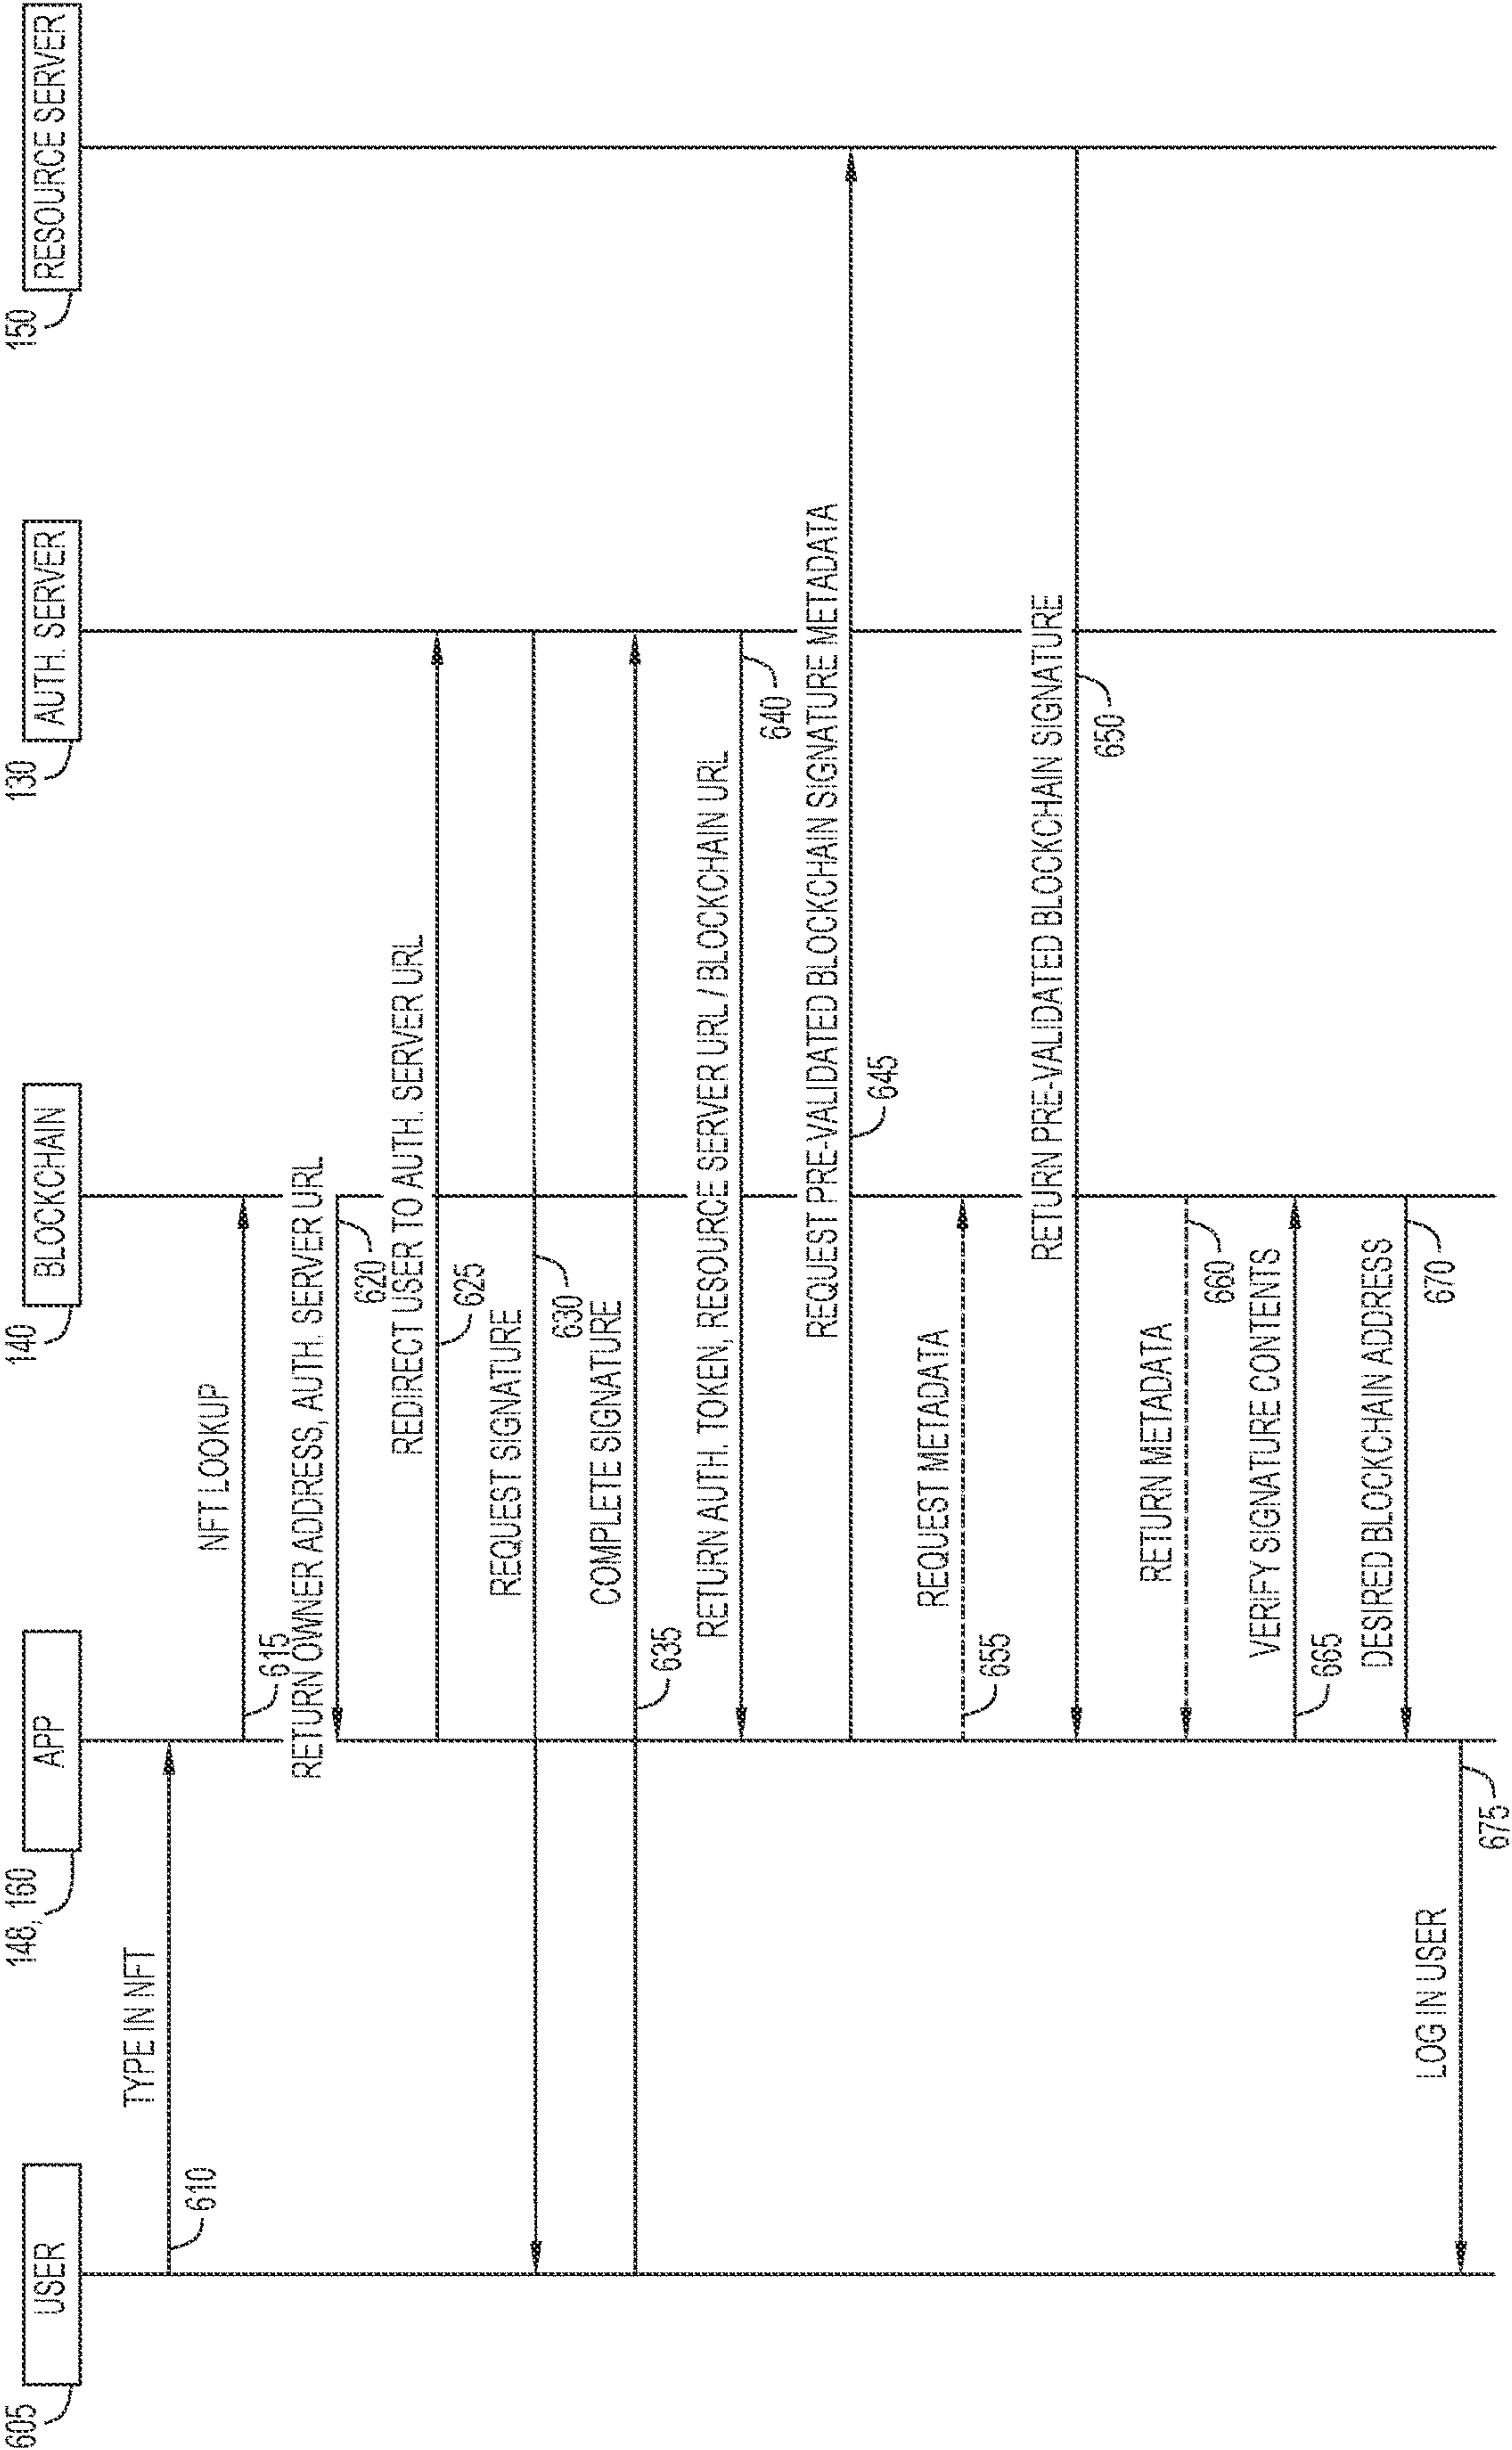 605
USER
148, 160
APP
140
BLOCKCHAIN
130
AUTH. SERVER
150
RESOURCE SERVER
TYPE IN NFT
610
NFT LOOKUP
615
RETURN OWNER ADDRESS, AUTH. SERVER URL
620
REDIRECT USER TO AUTH. SERVER URL
625
REQUEST SIGNATURE
630
COMPLETE SIGNATURE
635
RETURN AUTH. TOKEN, RESOURCE SERVER URL / BLOCKCHAIN URL
640
REQUEST PRE-VALIDATED BLOCKCHAIN SIGNATURE METADATA
645
REQUEST METADATA
655
RETURN PRE-VALIDATED BLOCKCHAIN SIGNATURE
650
RETURN METADATA
660
VERIFY SIGNATURE CONTENTS
665
DESIRED BLOCKCHAIN ADDRESS
670
LOG IN USER
675